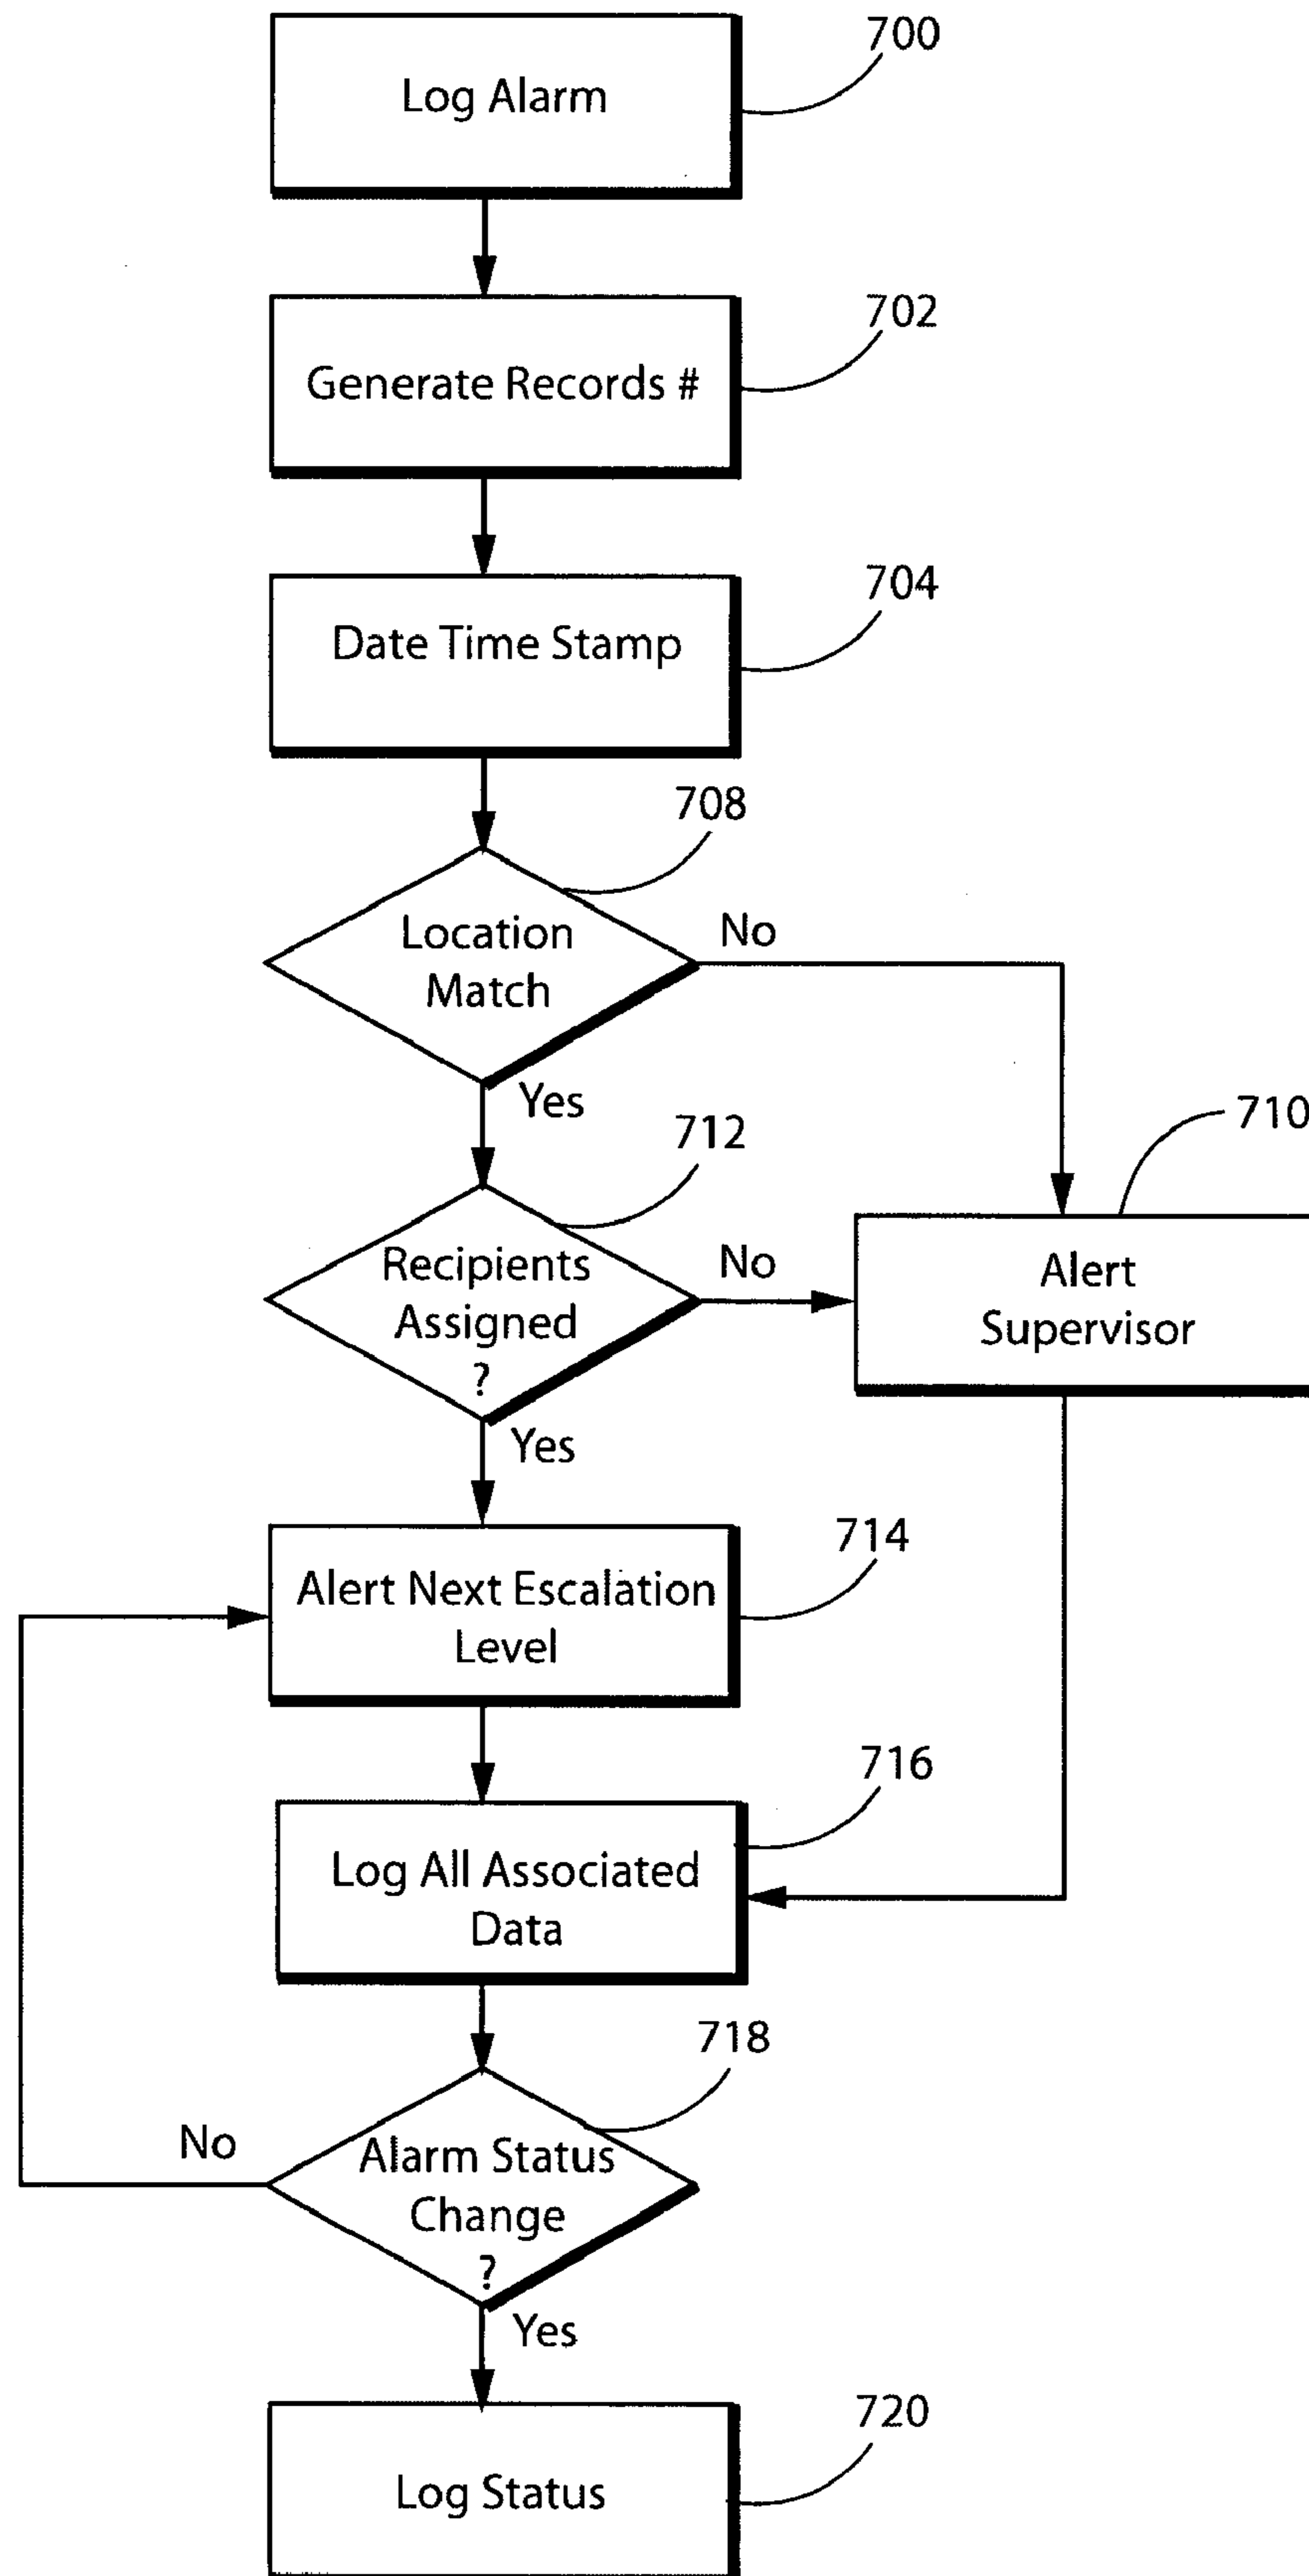 700
Log Alarm
702
Generate Records #
704
Date Time Stamp
708
Location
Match
No
Yes
712
710
Recipients
Assigned
?
No
Yes
Alert
Supervisor
714
Alert Next Escalation
Level
716
Log All Associated
Data
718
Alarm Status
Change
?
No
Yes
720
Log Status